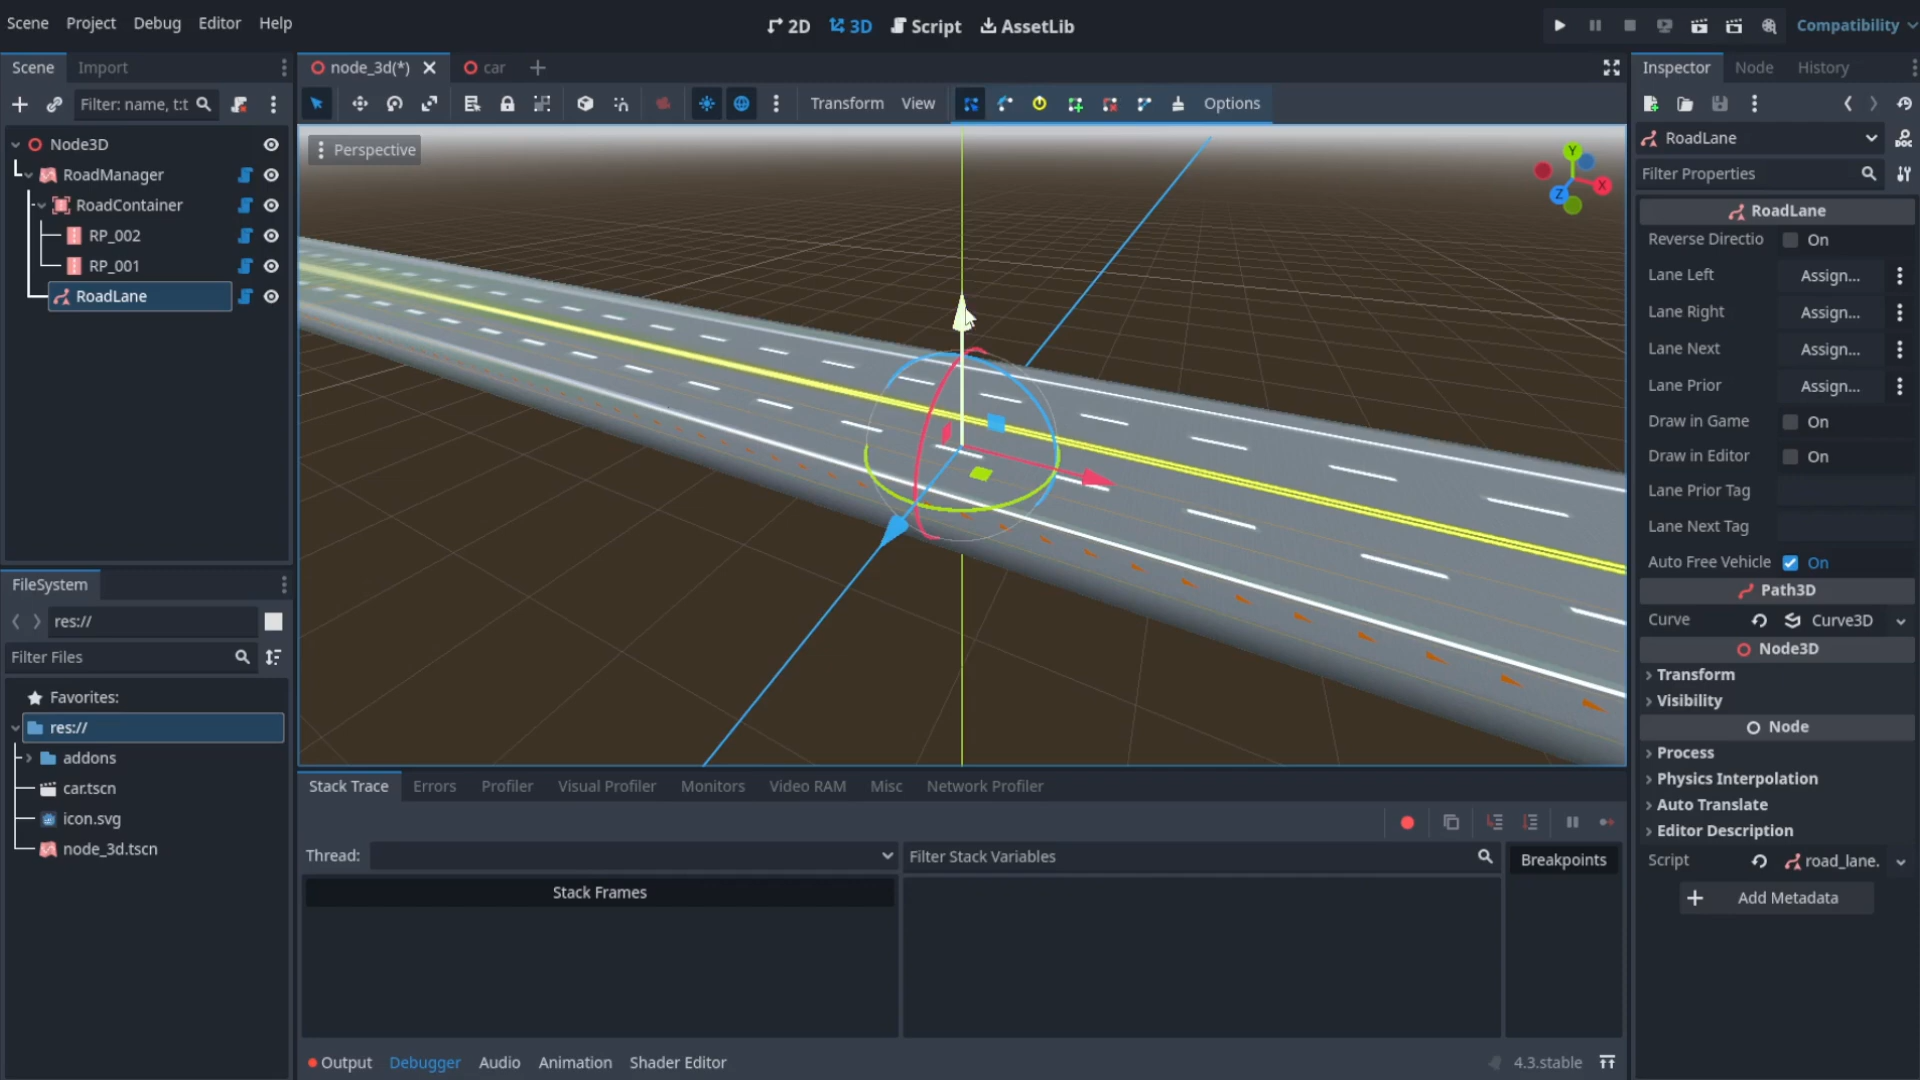 Scene Project Debug Editor Help
2D 3D Script AssetLib
Compatibility
Scene Import
node_3d(*) car
Inspector Node History
Filter: name, t:t
Transform View Options
Node3D
RoadManager
RoadContainer
RP_002
RP_001
RoadLane
Perspective
Y
X
Z
RoadLane
Filter Properties
RoadLane
Reverse Directio On
Lane Left Assign...
Lane Right Assign...
Lane Next Assign...
Lane Prior Assign...
Draw in Game On
Draw in Editor On
Lane Prior Tag
Lane Next Tag
Auto Free Vehicle On
Path3D
Curve Curve3D
Node3D
Transform
Visibility
Node
Process
Physics Interpolation
Auto Translate
Editor Description
Script road_lane.
Add Metadata
FileSystem
res://
Filter Files
Favorites:
res://
addons
car.tscn
icon.svg
node_3d.tscn
Stack Trace Errors Profiler Visual Profiler Monitors Video RAM Misc Network Profiler
Thread:
Filter Stack Variables
Breakpoints
Stack Frames
Output Debugger Audio Animation Shader Editor
4.3.stable